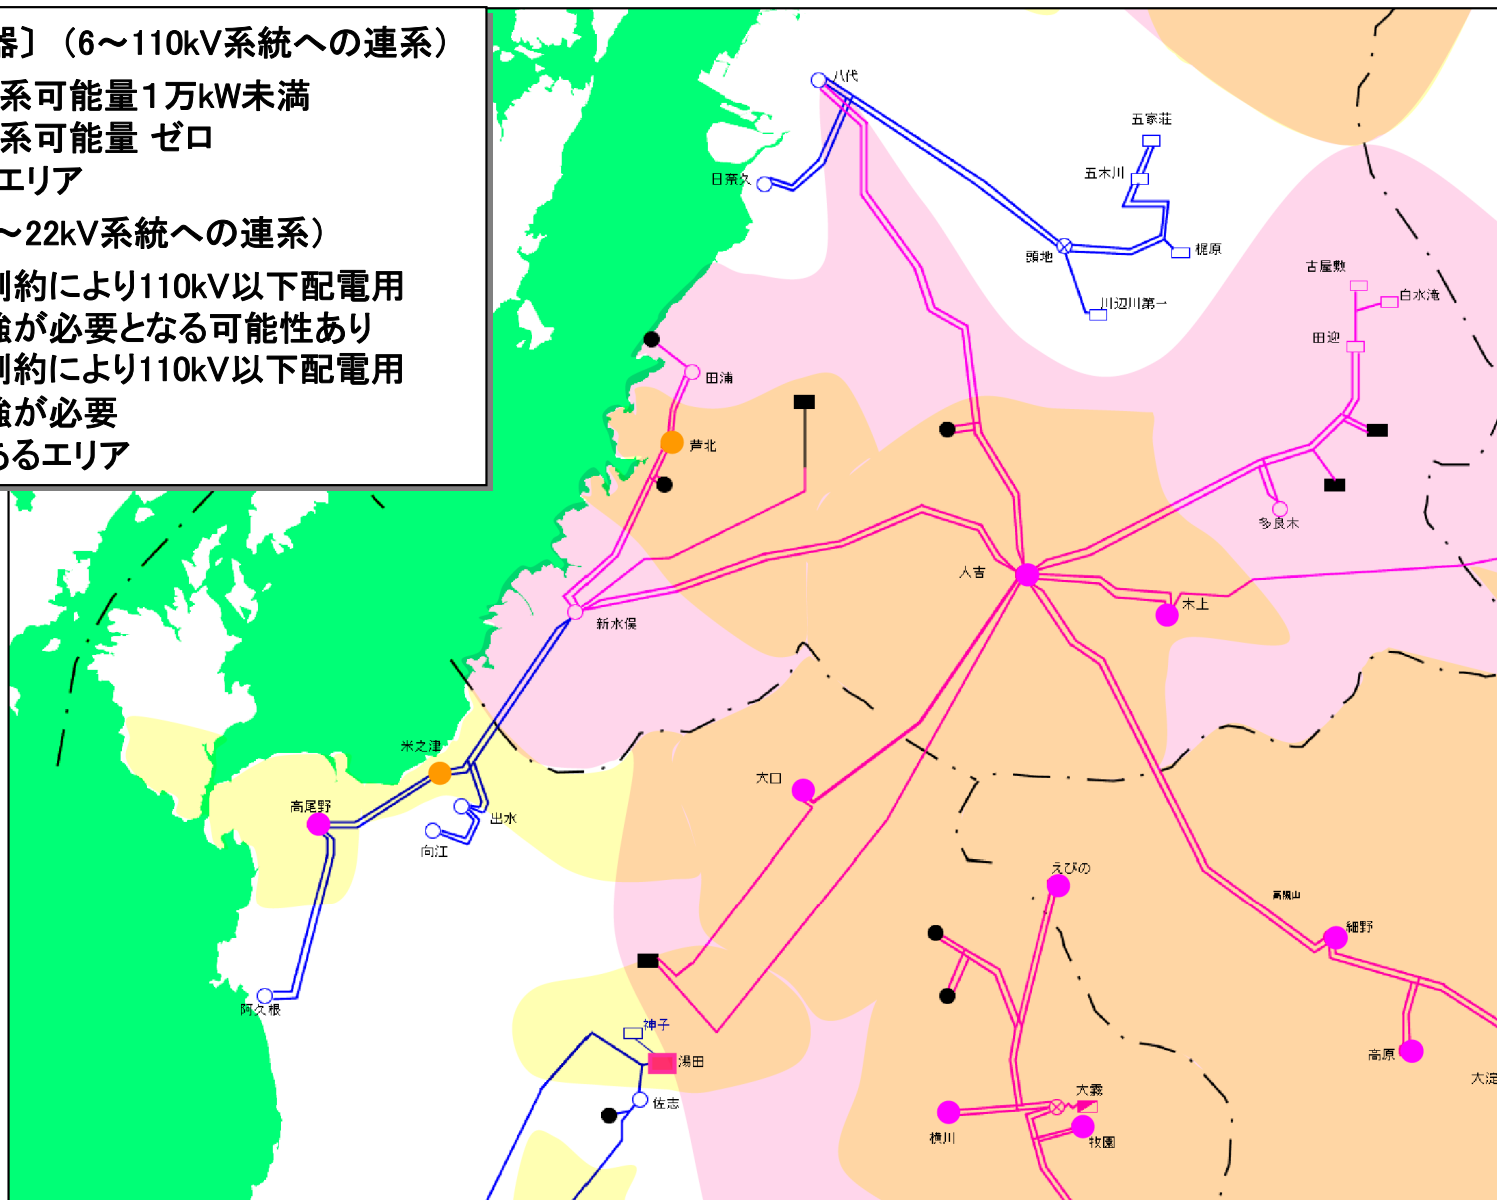 器〕（6～110kV系統への連系）
系可能量1万kW未満
系可能量 ゼロ
エリア
～22kV系統への連系）
制約により110kV以下配電用
強が必要となる可能性あり
制約により110kV以下配電用
強が必要
あるエリア
八代
五家荘
日奈久
五木川
頭地
梶原
川辺川第一
古屋敷
白水滝
田迎
田浦
芦北
多良木
人吉
木上
新水俣
米之津
大口
高尾野
出水
向江
えびの
高隈山
細野
阿久根
神子
湯田
高原
大淀
佐志
大霧
横川
牧園